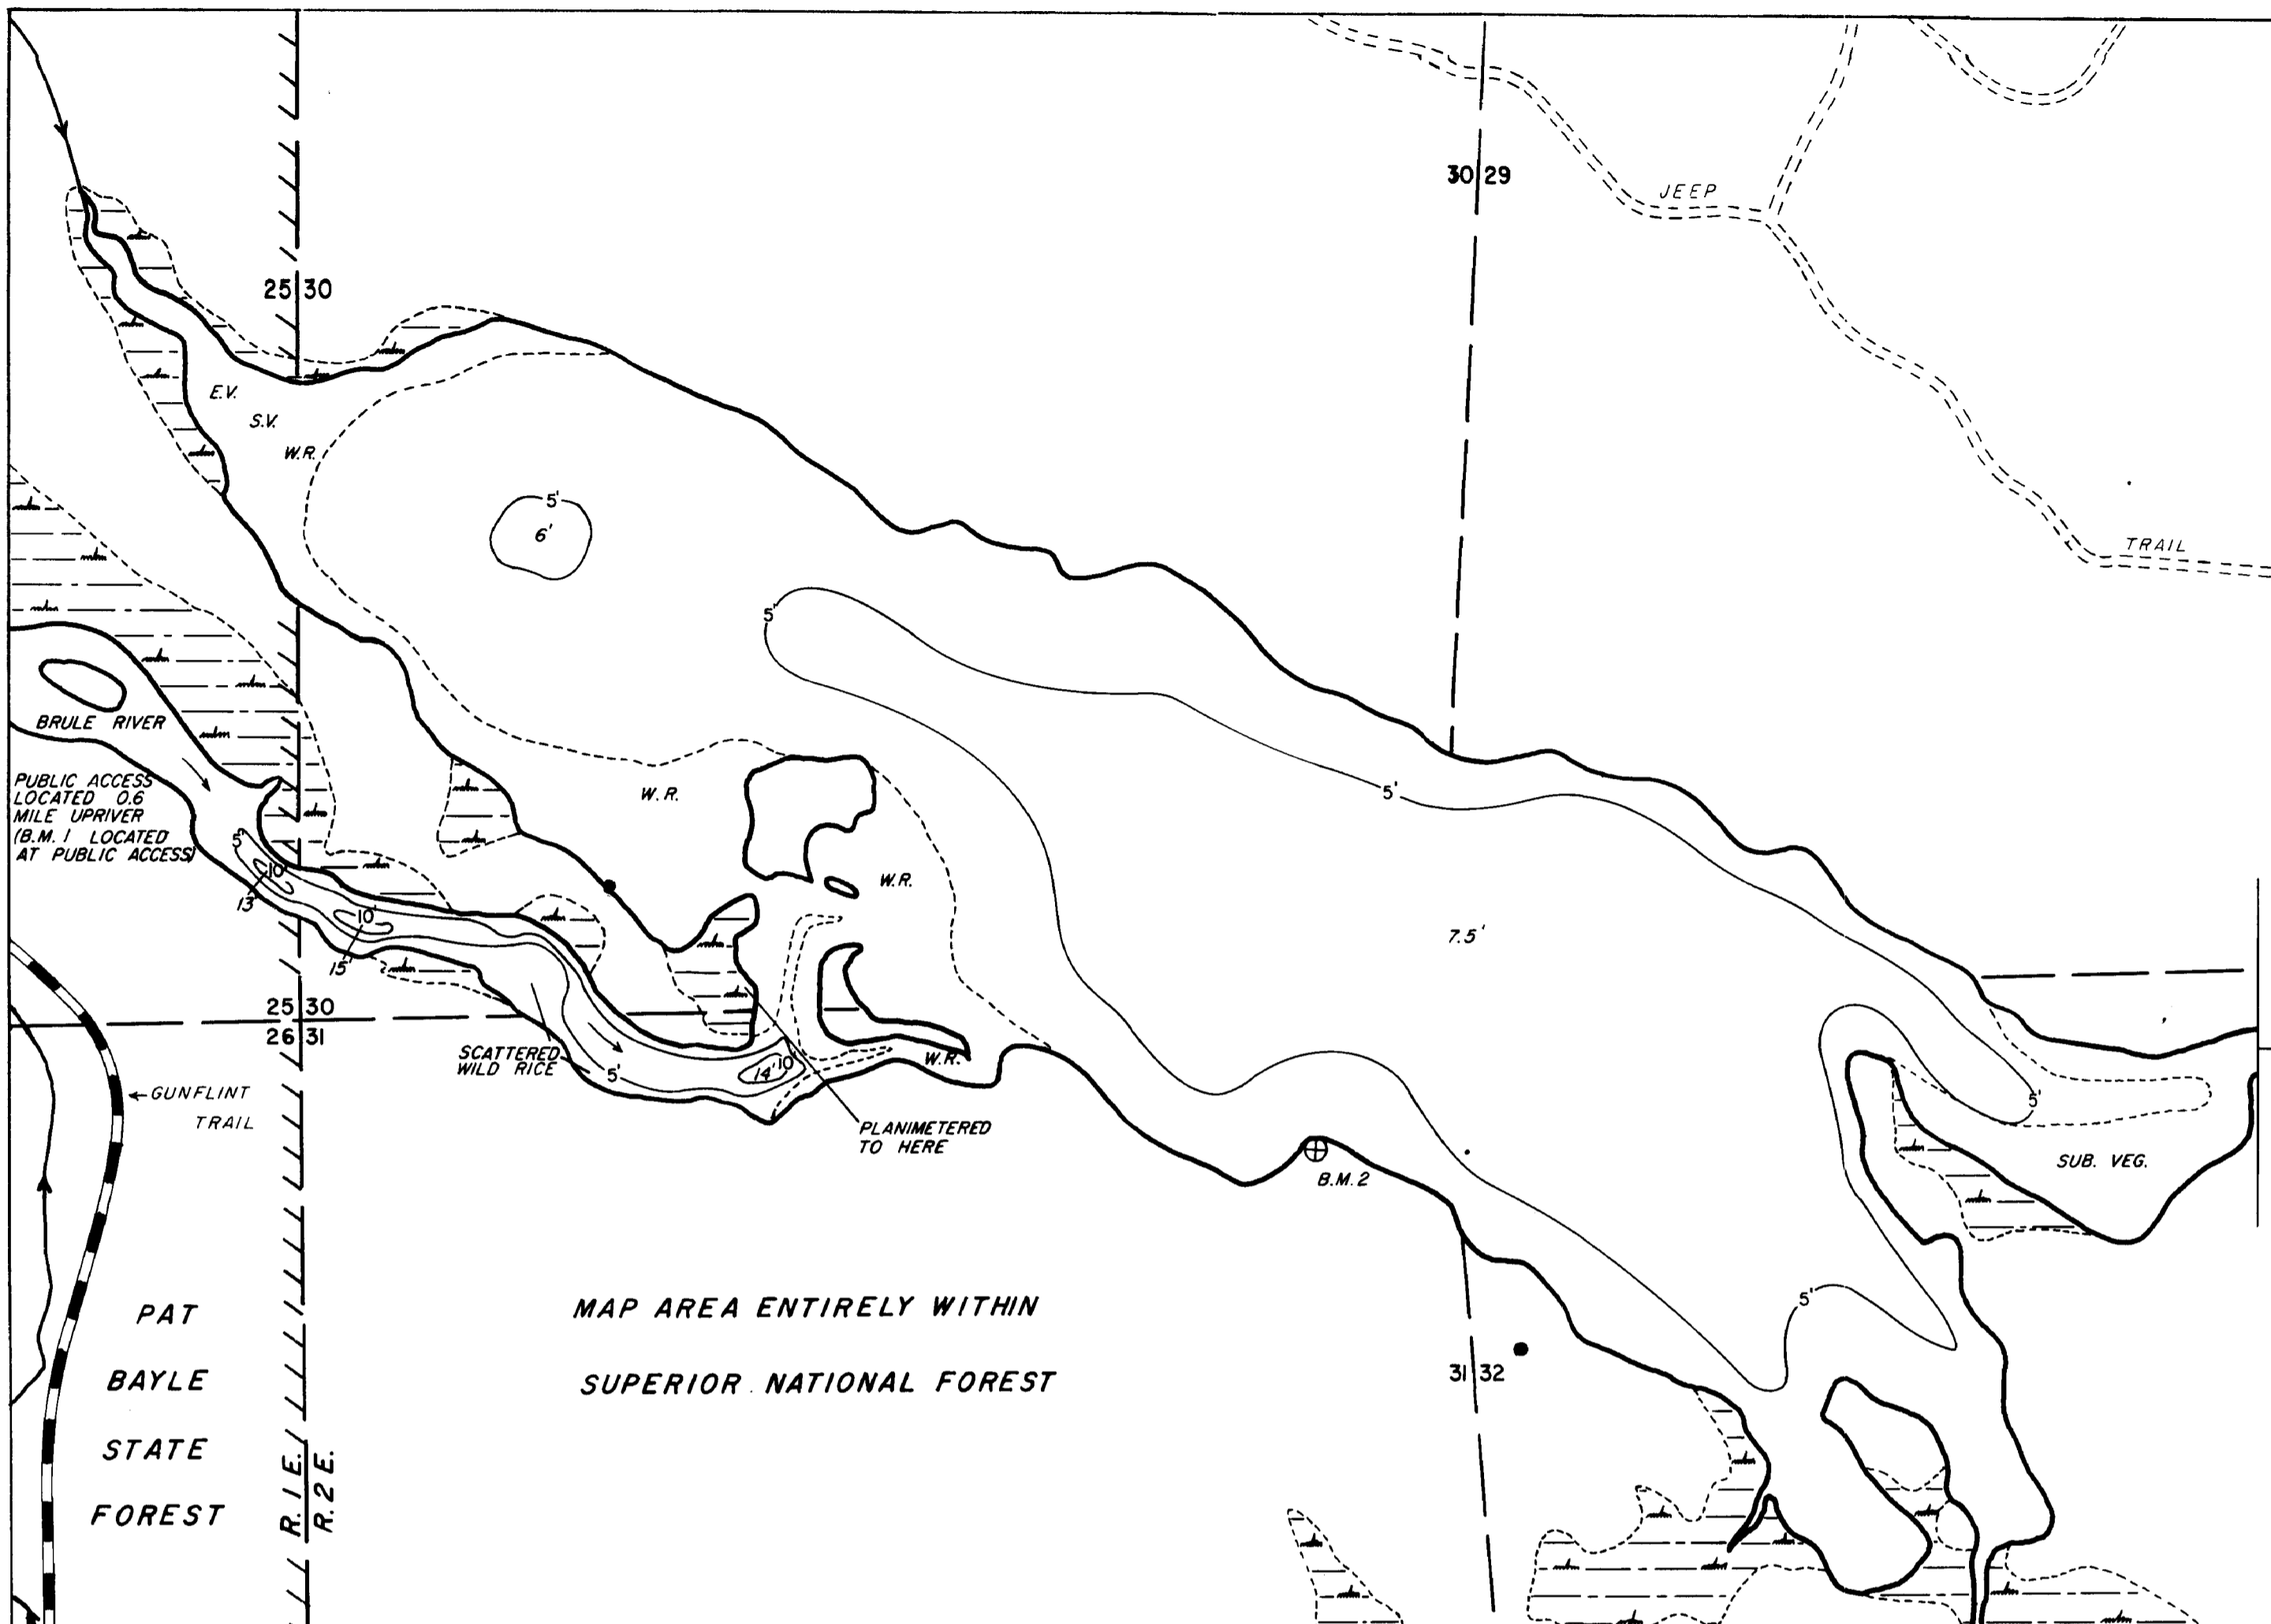 30 29
JEEP
25 30
E.V.
S.V.
W.R.
5'
6'
TRAIL
5'
BRULE RIVER
PUBLIC ACCESS
LOCATED 0.6
MILE UPRIVER
(B.M. 1 LOCATED
AT PUBLIC ACCESS)
W.R.
5'
5'
10'
13'
W.R.
10'
15'
7.5'
25 30
26 31
SCATTERED
WILD RICE
5'
14'
10'
W.R.
GUNFLINT
TRAIL
PLANIMETERED
TO HERE
B.M.2
5'
SUB. VEG.
5'
PAT
BAYLE
STATE
FOREST
MAP AREA ENTIRELY WITHIN
SUPERIOR NATIONAL FOREST
31 32
R. 1 E.
R. 2 E.